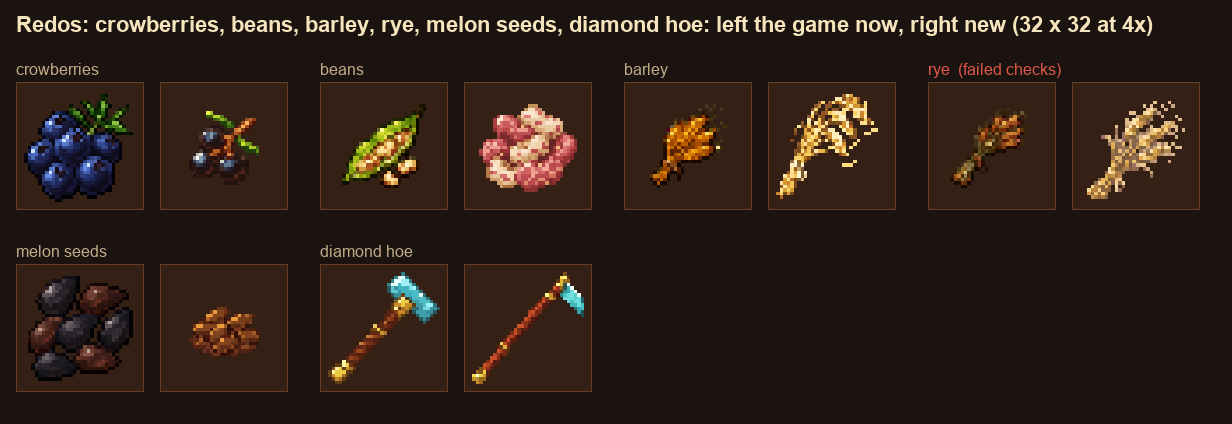 Redos: crowberries, beans, barley, rye, melon seeds, diamond hoe: left the game now, right new (32 x 32 at 4x)
crowberries
beans
barley
rye (failed checks)
melon seeds
diamond hoe